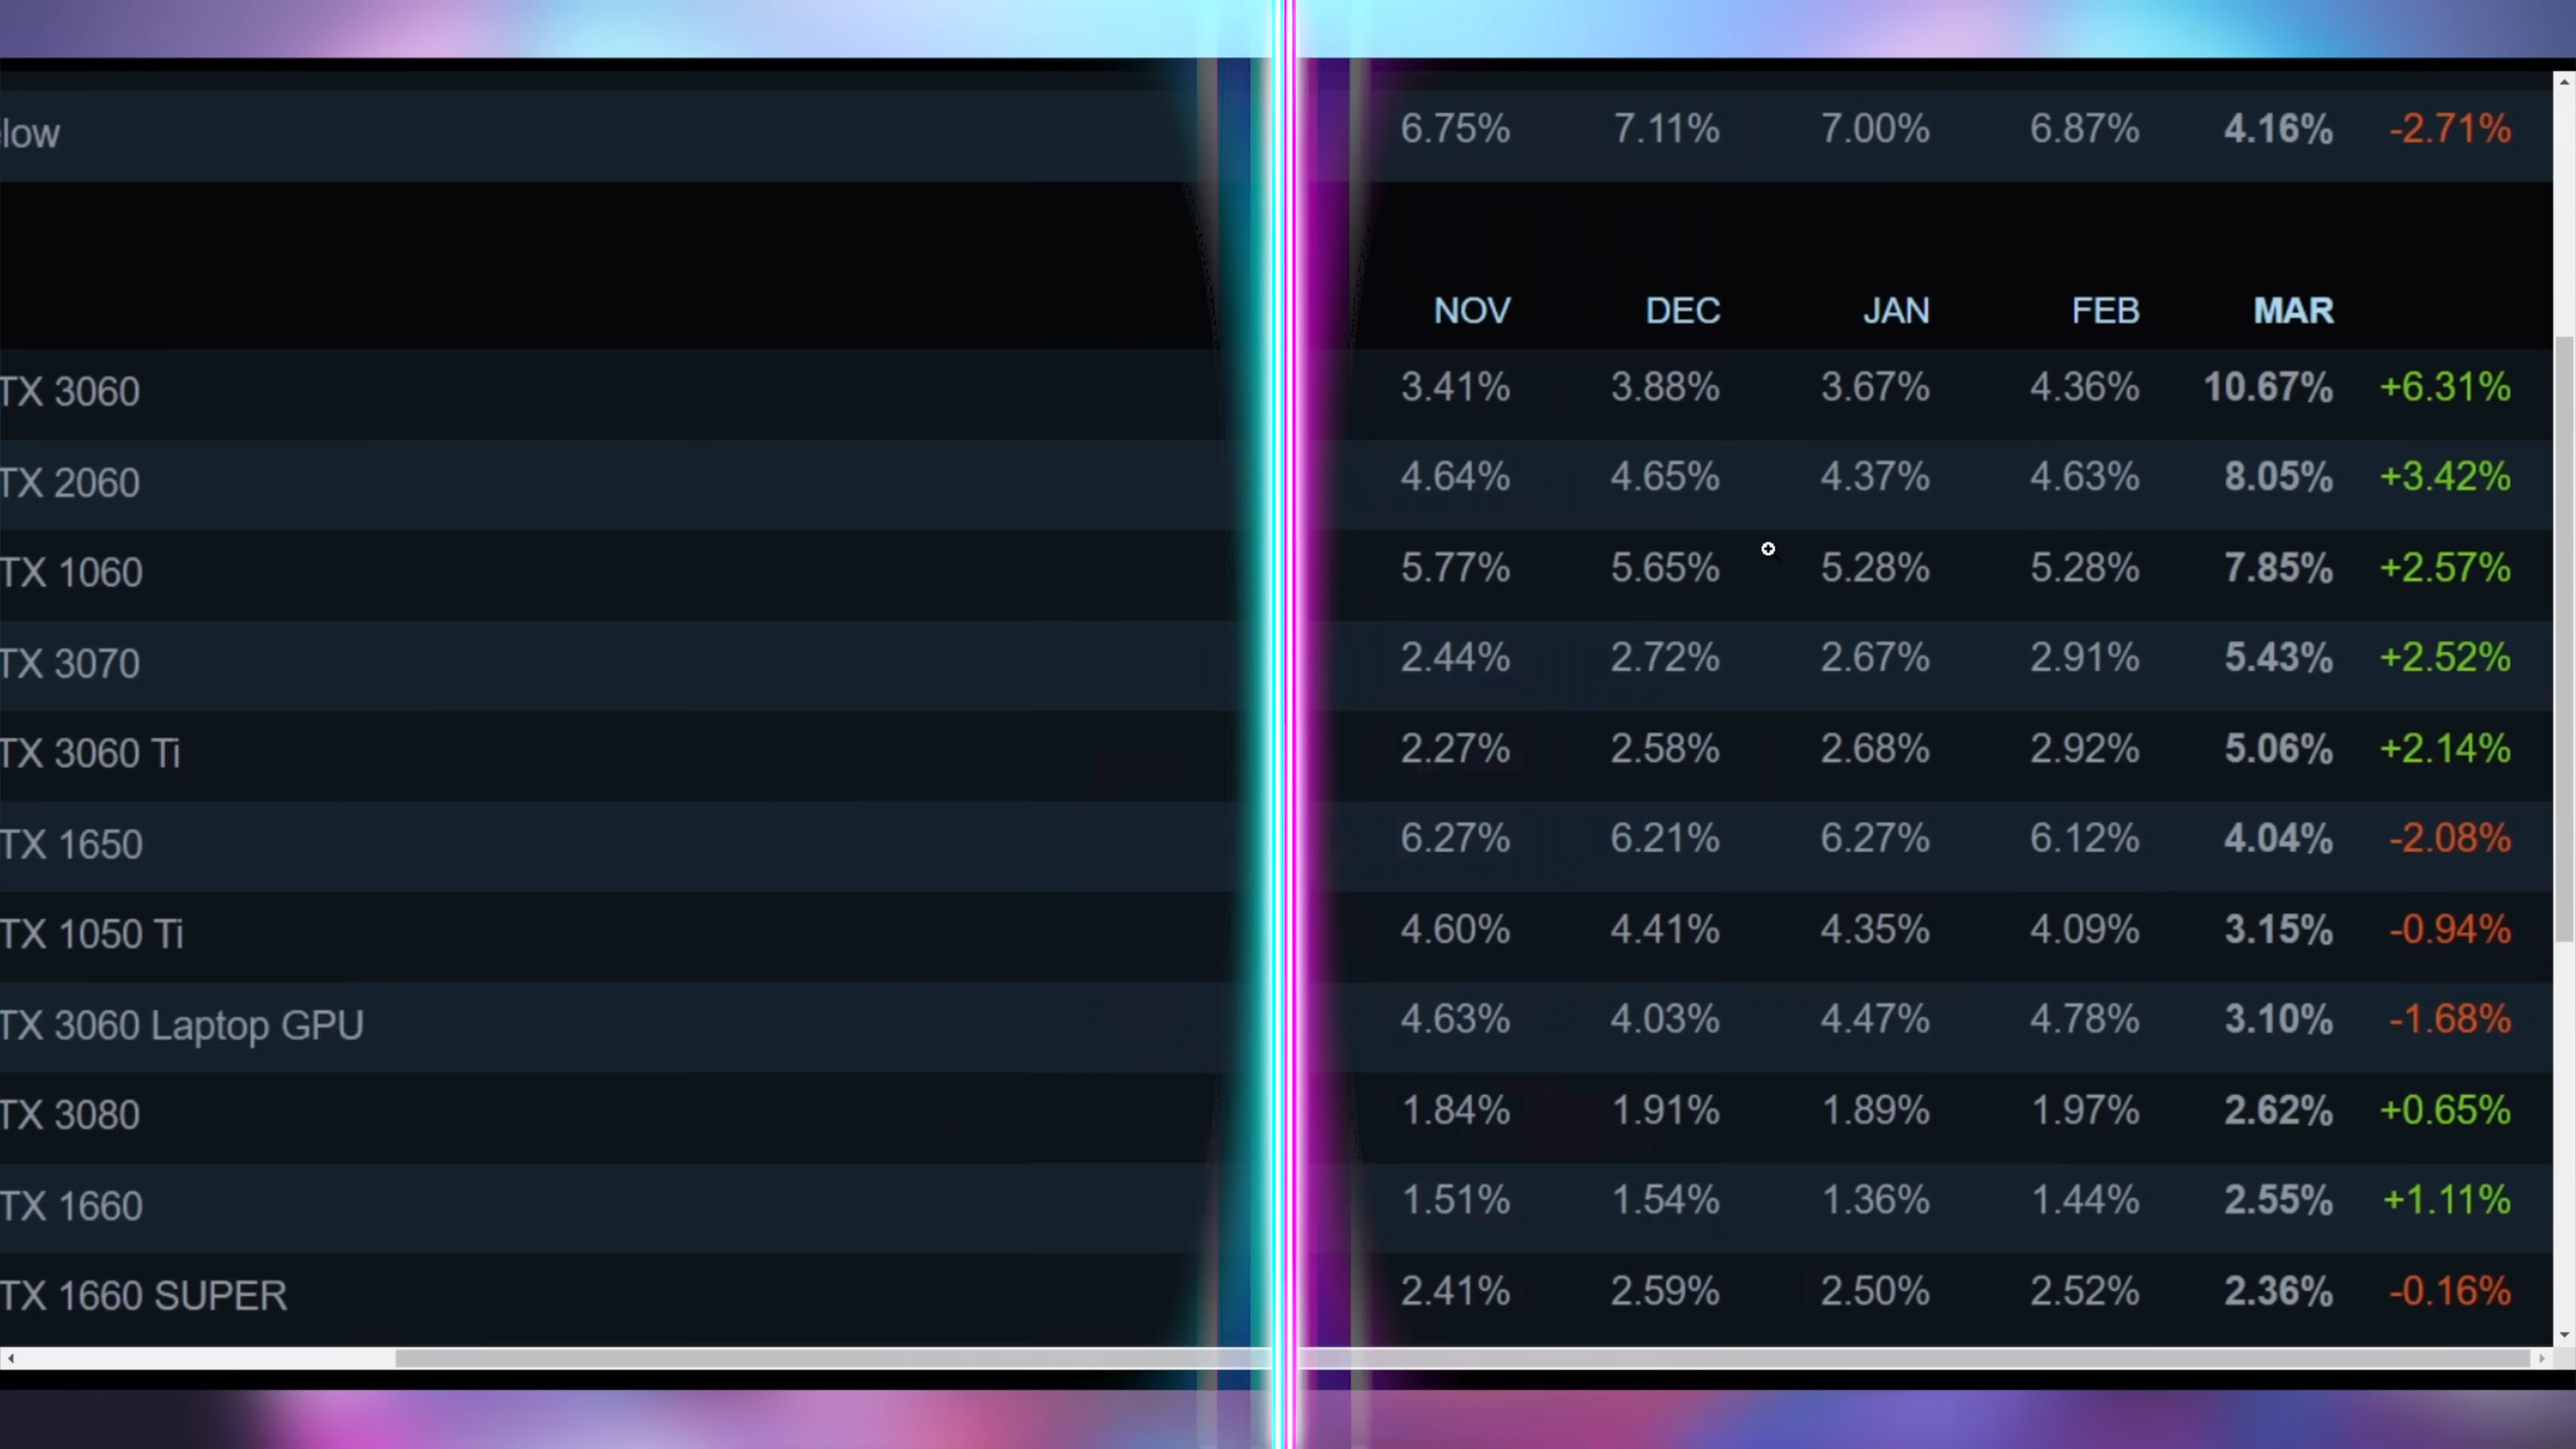 elow 6.75% 7.11% 7.00% 6.87% 4.16% -2.71%
NOV DEC JAN FEB MAR
TX 3060 3.41% 3.88% 3.67% 4.36% 10.67% +6.31%
TX 2060 4.64% 4.65% 4.37% 4.63% 8.05% +3.42%
TX 1060 5.77% 5.65% 5.28% 5.28% 7.85% +2.57%
TX 3070 2.44% 2.72% 2.67% 2.91% 5.43% +2.52%
TX 3060 Ti 2.27% 2.58% 2.68% 2.92% 5.06% +2.14%
TX 1650 6.27% 6.21% 6.27% 6.12% 4.04% -2.08%
TX 1050 Ti 4.60% 4.41% 4.35% 4.09% 3.15% -0.94%
TX 3060 Laptop GPU 4.63% 4.03% 4.47% 4.78% 3.10% -1.68%
TX 3080 1.84% 1.91% 1.89% 1.97% 2.62% +0.65%
TX 1660 1.51% 1.54% 1.36% 1.44% 2.55% +1.11%
TX 1660 SUPER 2.41% 2.59% 2.50% 2.52% 2.36% -0.16%